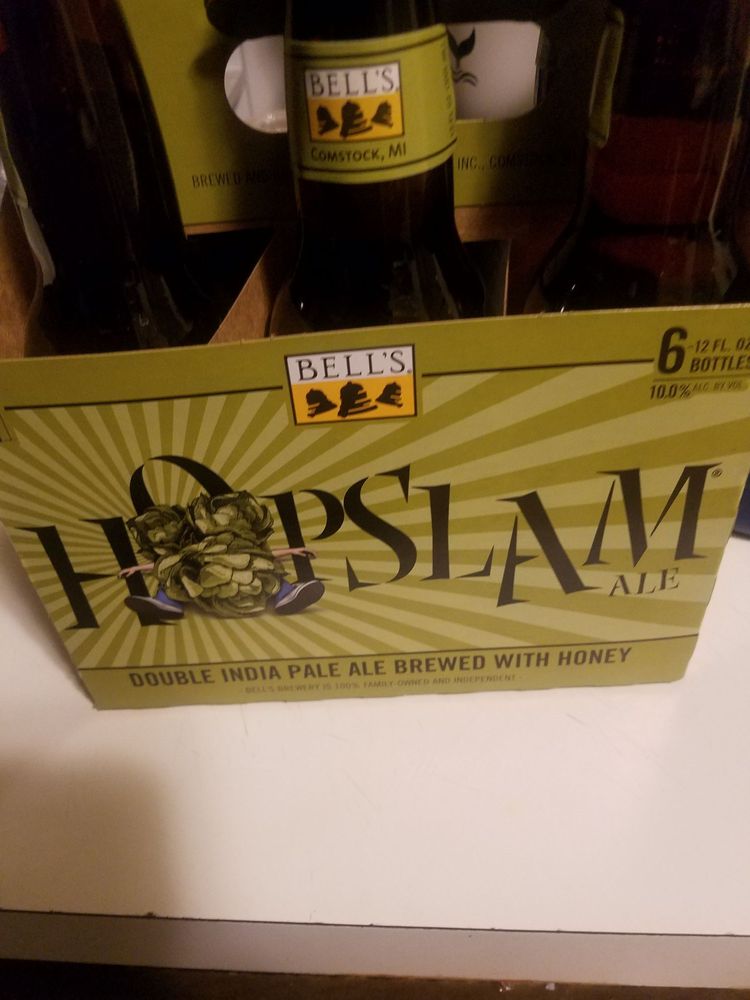 BELL'S
COMSTOCK, MI
BREWED AND
INC., COMS
BELL'S
6-12 FL. OZ
BOTTLES
10.0% ALC. BY VOL.
HOPSLAM®
ALE
DOUBLE INDIA PALE ALE BREWED WITH HONEY
- BELL'S BREWERY IS 100% FAMILY-OWNED AND INDEPENDENT -